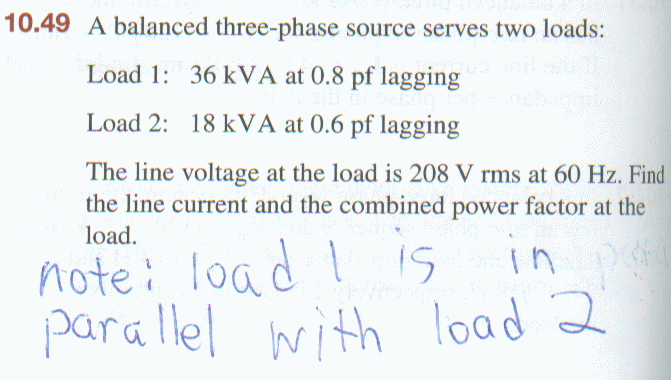 10.49 A balanced three-phase source serves two loads:
Load 1: 36 kVA at 0.8 pf lagging
Load 2: 18 kVA at 0.6 pf lagging
The line voltage at the load is 208 V rms at 60 Hz. Find
the line current and the combined power factor at the
load.
note: load 1 is in
parallel with load 2